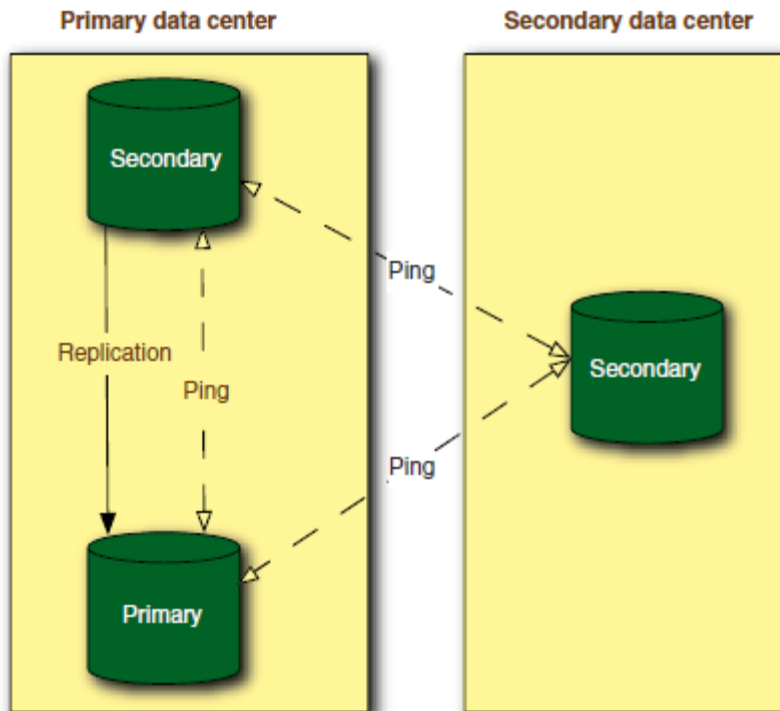 Primary data center
Secondary data center
Secondary
Ping
Replication
Ping
Secondary
Ping
Primary